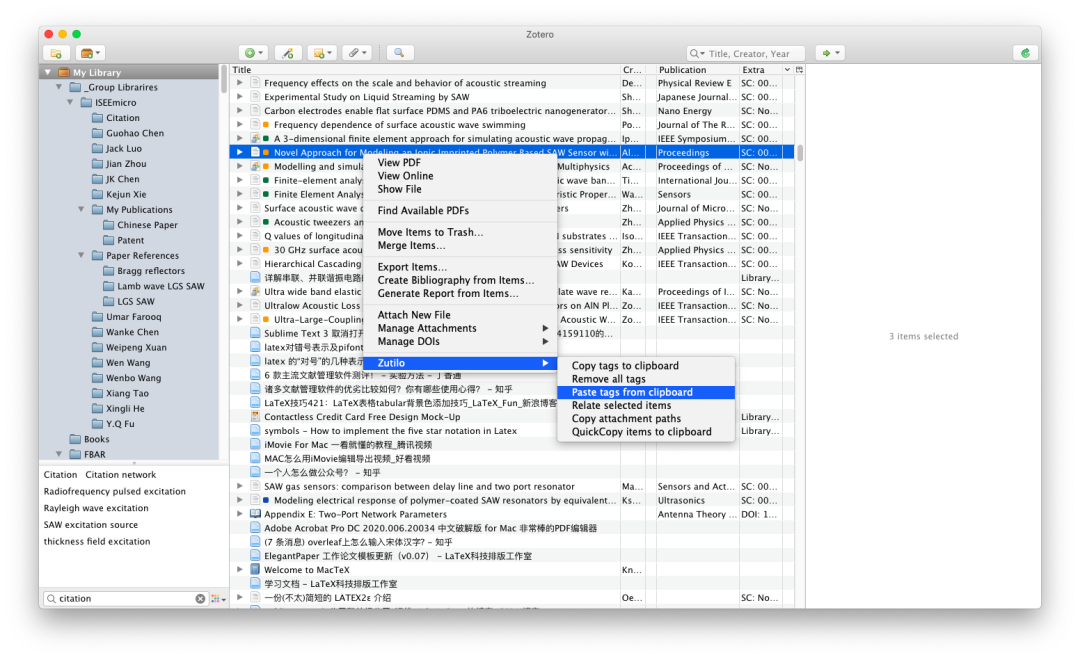 Zotero
Title, Creator, Year
My Library
_Group Librarires
ISEEmicro
Citation
Guohao Chen
Jack Luo
Jian Zhou
JK Chen
Kejun Xie
My Publications
Chinese Paper
Patent
Paper References
Bragg reflectors
Lamb wave LGS SAW
LGS SAW
Umar Farooq
Wanke Chen
Weipeng Xuan
Wen Wang
Wenbo Wang
Xiang Tao
Xingli He
Y.Q Fu
Books
FBAR
Citation Citation network
Radiofrequency pulsed excitation
Rayleigh wave excitation
SAW excitation source
thickness field excitation
citation
Title Cr... Publication Extra
Frequency effects on the scale and behavior of acoustic streaming De... Physical Review E SC: 00...
Experimental Study on Liquid Streaming by SAW Sh... Japanese Journal... SC: 00...
Carbon electrodes enable flat surface PDMS and PA6 triboelectric nanogenerator... Sh... Nano Energy SC: No...
Frequency dependence of surface acoustic wave swimming Po... Journal of The R... SC: 00...
A 3-dimensional finite element approach for simulating acoustic wave propag... Ip... IEEE Symposium... SC: 00...
Novel Approach for Modeling an Ionic Imprinted Polymer Based SAW Sensor wi... Al... Proceedings SC: 00...
Modelling and simula Multiphysics Ac... Proceedings of ... SC: No...
Finite-element analy ic wave ban... Ti... International Jou... SC: 00...
Finite Element Analys ristic Proper... Wa... Sensors SC: 00...
Surface acoustic wave ers Zh... Journal of Micro... SC: No...
Acoustic tweezers an Zh... Applied Physics ... SC: 00...
Q values of longitudina l substrates ... Iso... IEEE Transaction... SC: 00...
30 GHz surface acou ss sensitivity Zh... Applied Physics ... SC: 00...
Hierarchical Cascading AW Devices Ko... IEEE Transaction... SC: 00...
详解串联、并联谐振电路 Library...
Ultra wide band elastic late wave re... Ka... Proceedings of I... SC: No...
Ultralow Acoustic Loss ors on AlN Pl... Zo... IEEE Transaction... SC: 00...
Ultra-Large-Coupling Acoustic W... Zo... IEEE Transaction... SC: No...
Sublime Text 3 取消打开 4159110的...
latex对错号表示及pifont
latex 的“对号”的几种表示
6 款主流文献管理软件测评! - 实验方法 - 丁香通
诸多文献管理软件的优劣比较如何? 你有哪些使用心得? - 知乎
LaTeX技巧421: LaTeX表格tabular背景色添加技巧_LaTeX_Fun_新浪博客
Contactless Credit Card Free Design Mock-Up Library...
symbols - How to implement the five star notation in Latex Library...
iMovie For Mac 一看就懂的教程_腾讯视频
MAC怎么用iMovie编辑导出视频_好看视频
一个人怎么做公众号? - 知乎
SAW gas sensors: comparison between delay line and two port resonator Ma... Sensors and Act... SC: 00...
Modeling electrical response of polymer-coated SAW resonators by equivalent... Ks... Ultrasonics SC: 00...
Appendix E: Two-Port Network Parameters Antenna Theory ... DOI: 1...
Adobe Acrobat Pro DC 2020.006.20034 中文破解版 for Mac 非常棒的PDF编辑器
(7 条消息) overleaf上怎么输入宋体汉字? - 知乎
ElegantPaper 工作论文模板更新（v0.07） - LaTeX科技排版工作室
Welcome to MacTeX Kn...
学习文档 - LaTeX科技排版工作室
一份(不太)简短的 LATEX2ε 介绍 Oe... SC: No...
View PDF
View Online
Show File
Find Available PDFs
Move Items to Trash...
Merge Items...
Export Items...
Create Bibliography from Items...
Generate Report from Items...
Attach New File
Manage Attachments
Manage DOIs
Zutilo
Copy tags to clipboard
Remove all tags
Paste tags from clipboard
Relate selected items
Copy attachment paths
QuickCopy items to clipboard
3 items selected